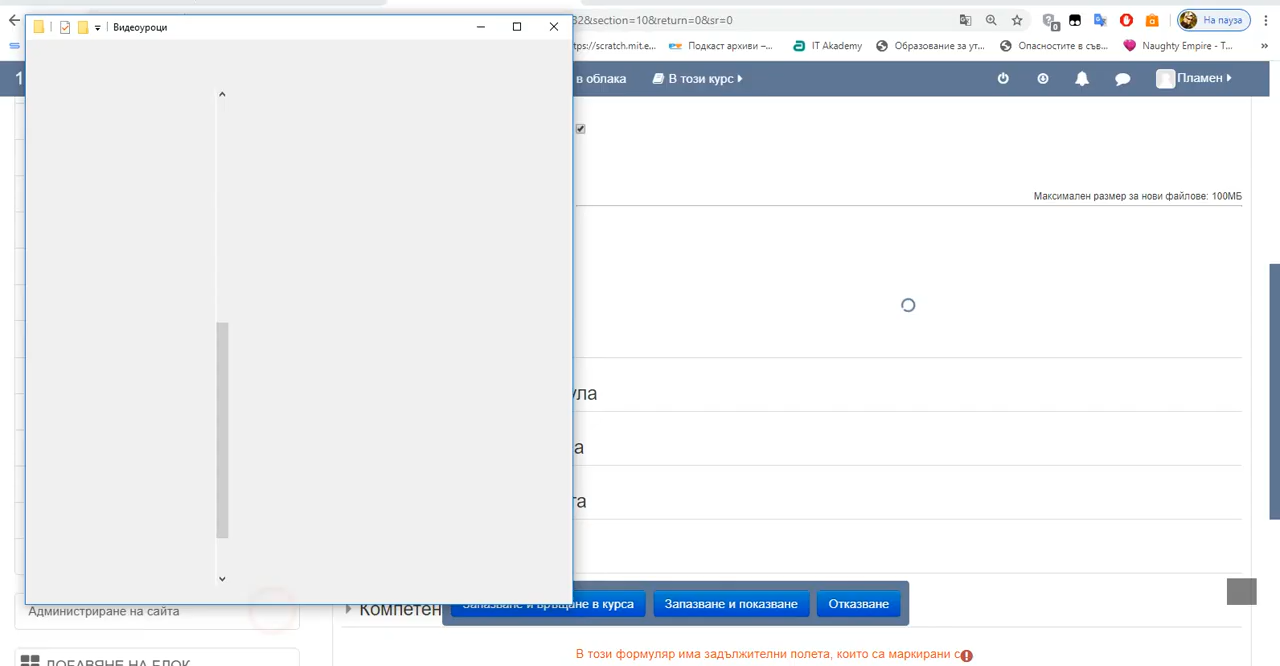 Видеоуроци
32&section=10&return=0&sr=0
На пауза
tps://scratch.mit.e...
Подкаст архиви –...
IT Akademy
Образование за ут...
Опасностите в съв...
Naughty Empire - T...
»
1
в облака
В този курс
Пламен
Максимален размер за нови файлове: 100МБ
ула
а
та
Администриране на сайта
Компетен
Запазване и връщане в курса
Запазване и показване
Отказване
В този формуляр има задължителни полета, които са маркирани с
ДОБАВЯНЕ НА БЛОК